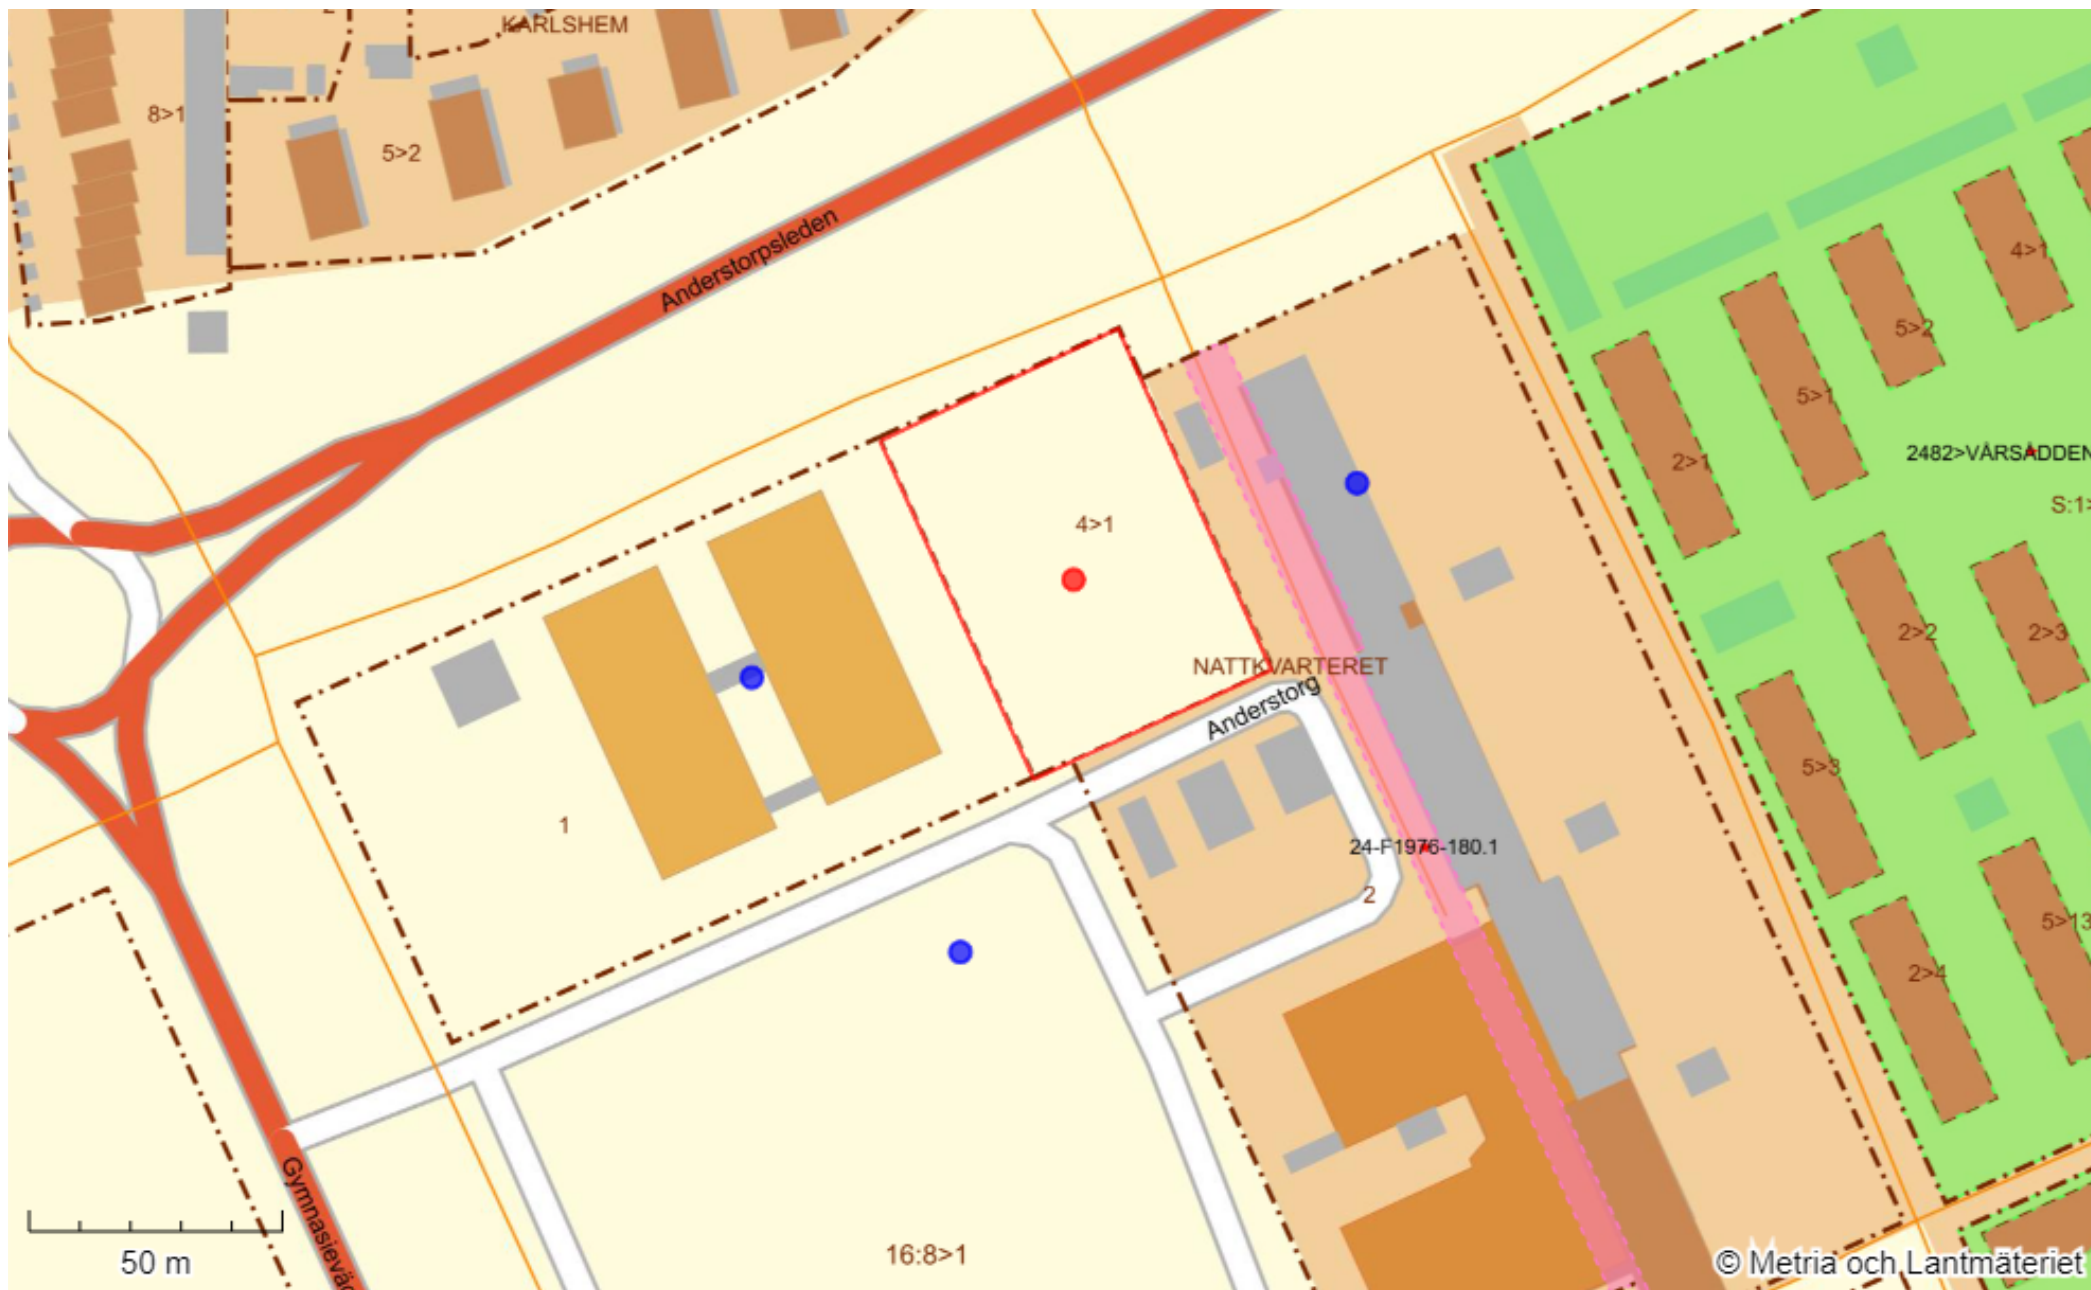 KARLSHEM
8>1
5>2
Anderstorpsleden
4>1
5>2
5>1
2>1
2482>VÅRSÅDDEN
S:1>
4>1
2>2
2>3
NATTKVARTERET
Anderstorg
5>3
1
24-F1976-180.1
2
5>13
2>4
Gymnasieväg
16:8>1
50 m
© Metria och Lantmäteriet